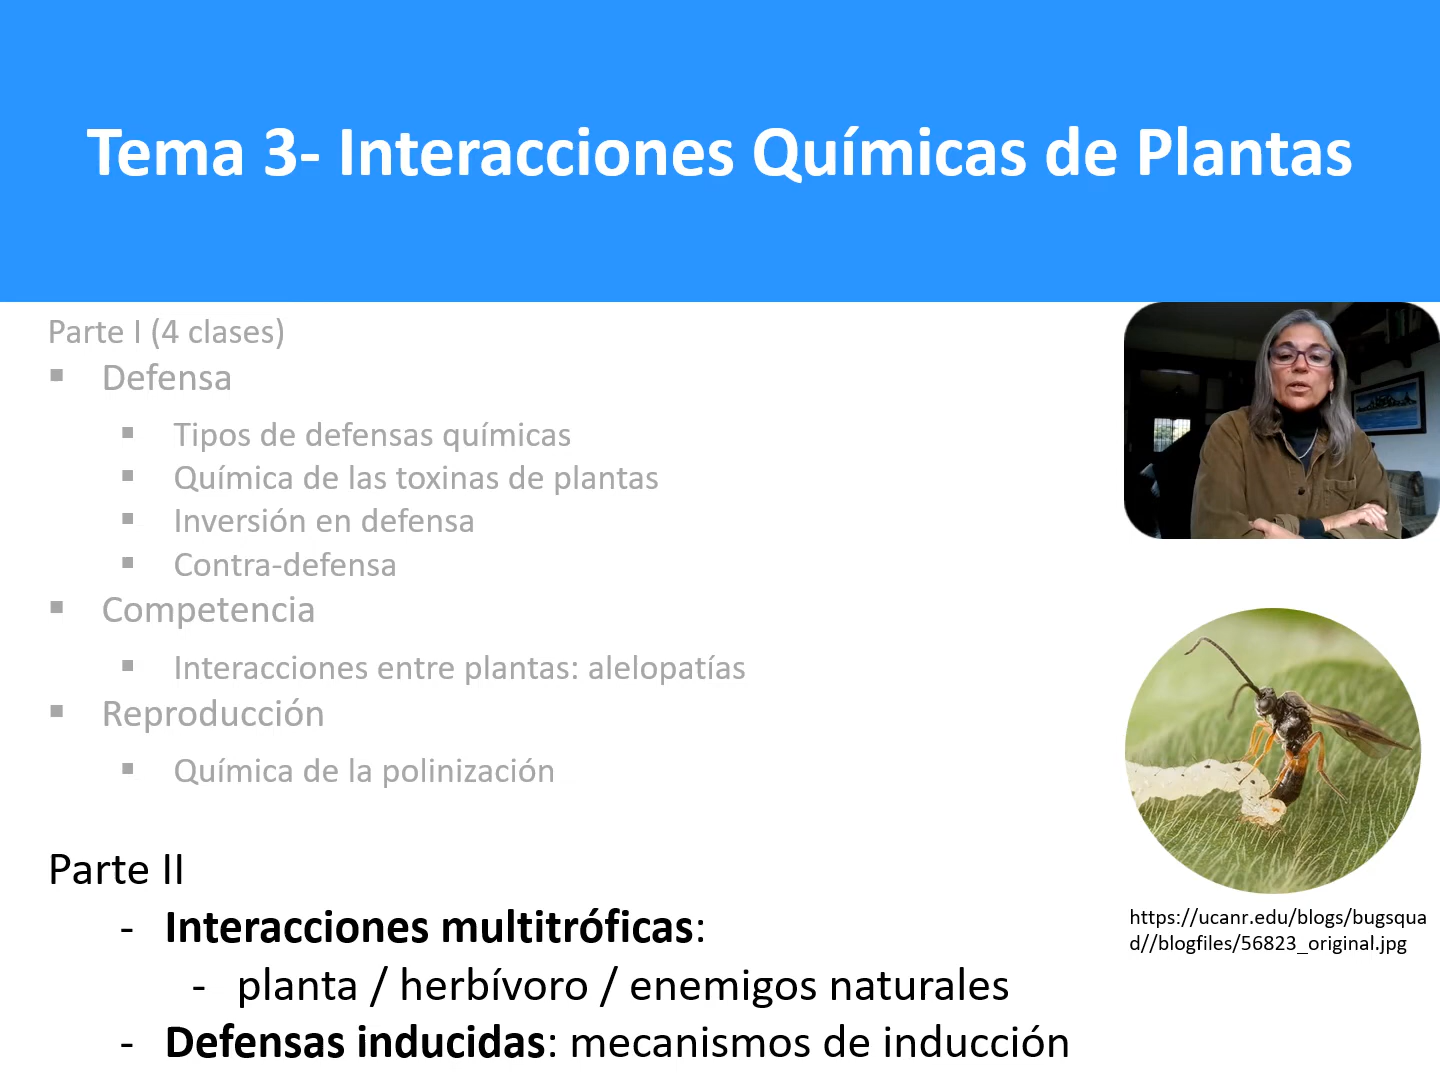 Tema 3- Interacciones Químicas de Plantas
Parte I (4 clases)
▪ Defensa
▪ Tipos de defensas químicas
▪ Química de las toxinas de plantas
▪ Inversión en defensa
▪ Contra-defensa
▪ Competencia
▪ Interacciones entre plantas: alelopatías
▪ Reproducción
▪ Química de la polinización
Parte II
- Interacciones multitróficas:
- planta / herbívoro / enemigos naturales
- Defensas inducidas: mecanismos de inducción
https://ucanr.edu/blogs/bugsqua
d//blogfiles/56823_original.jpg